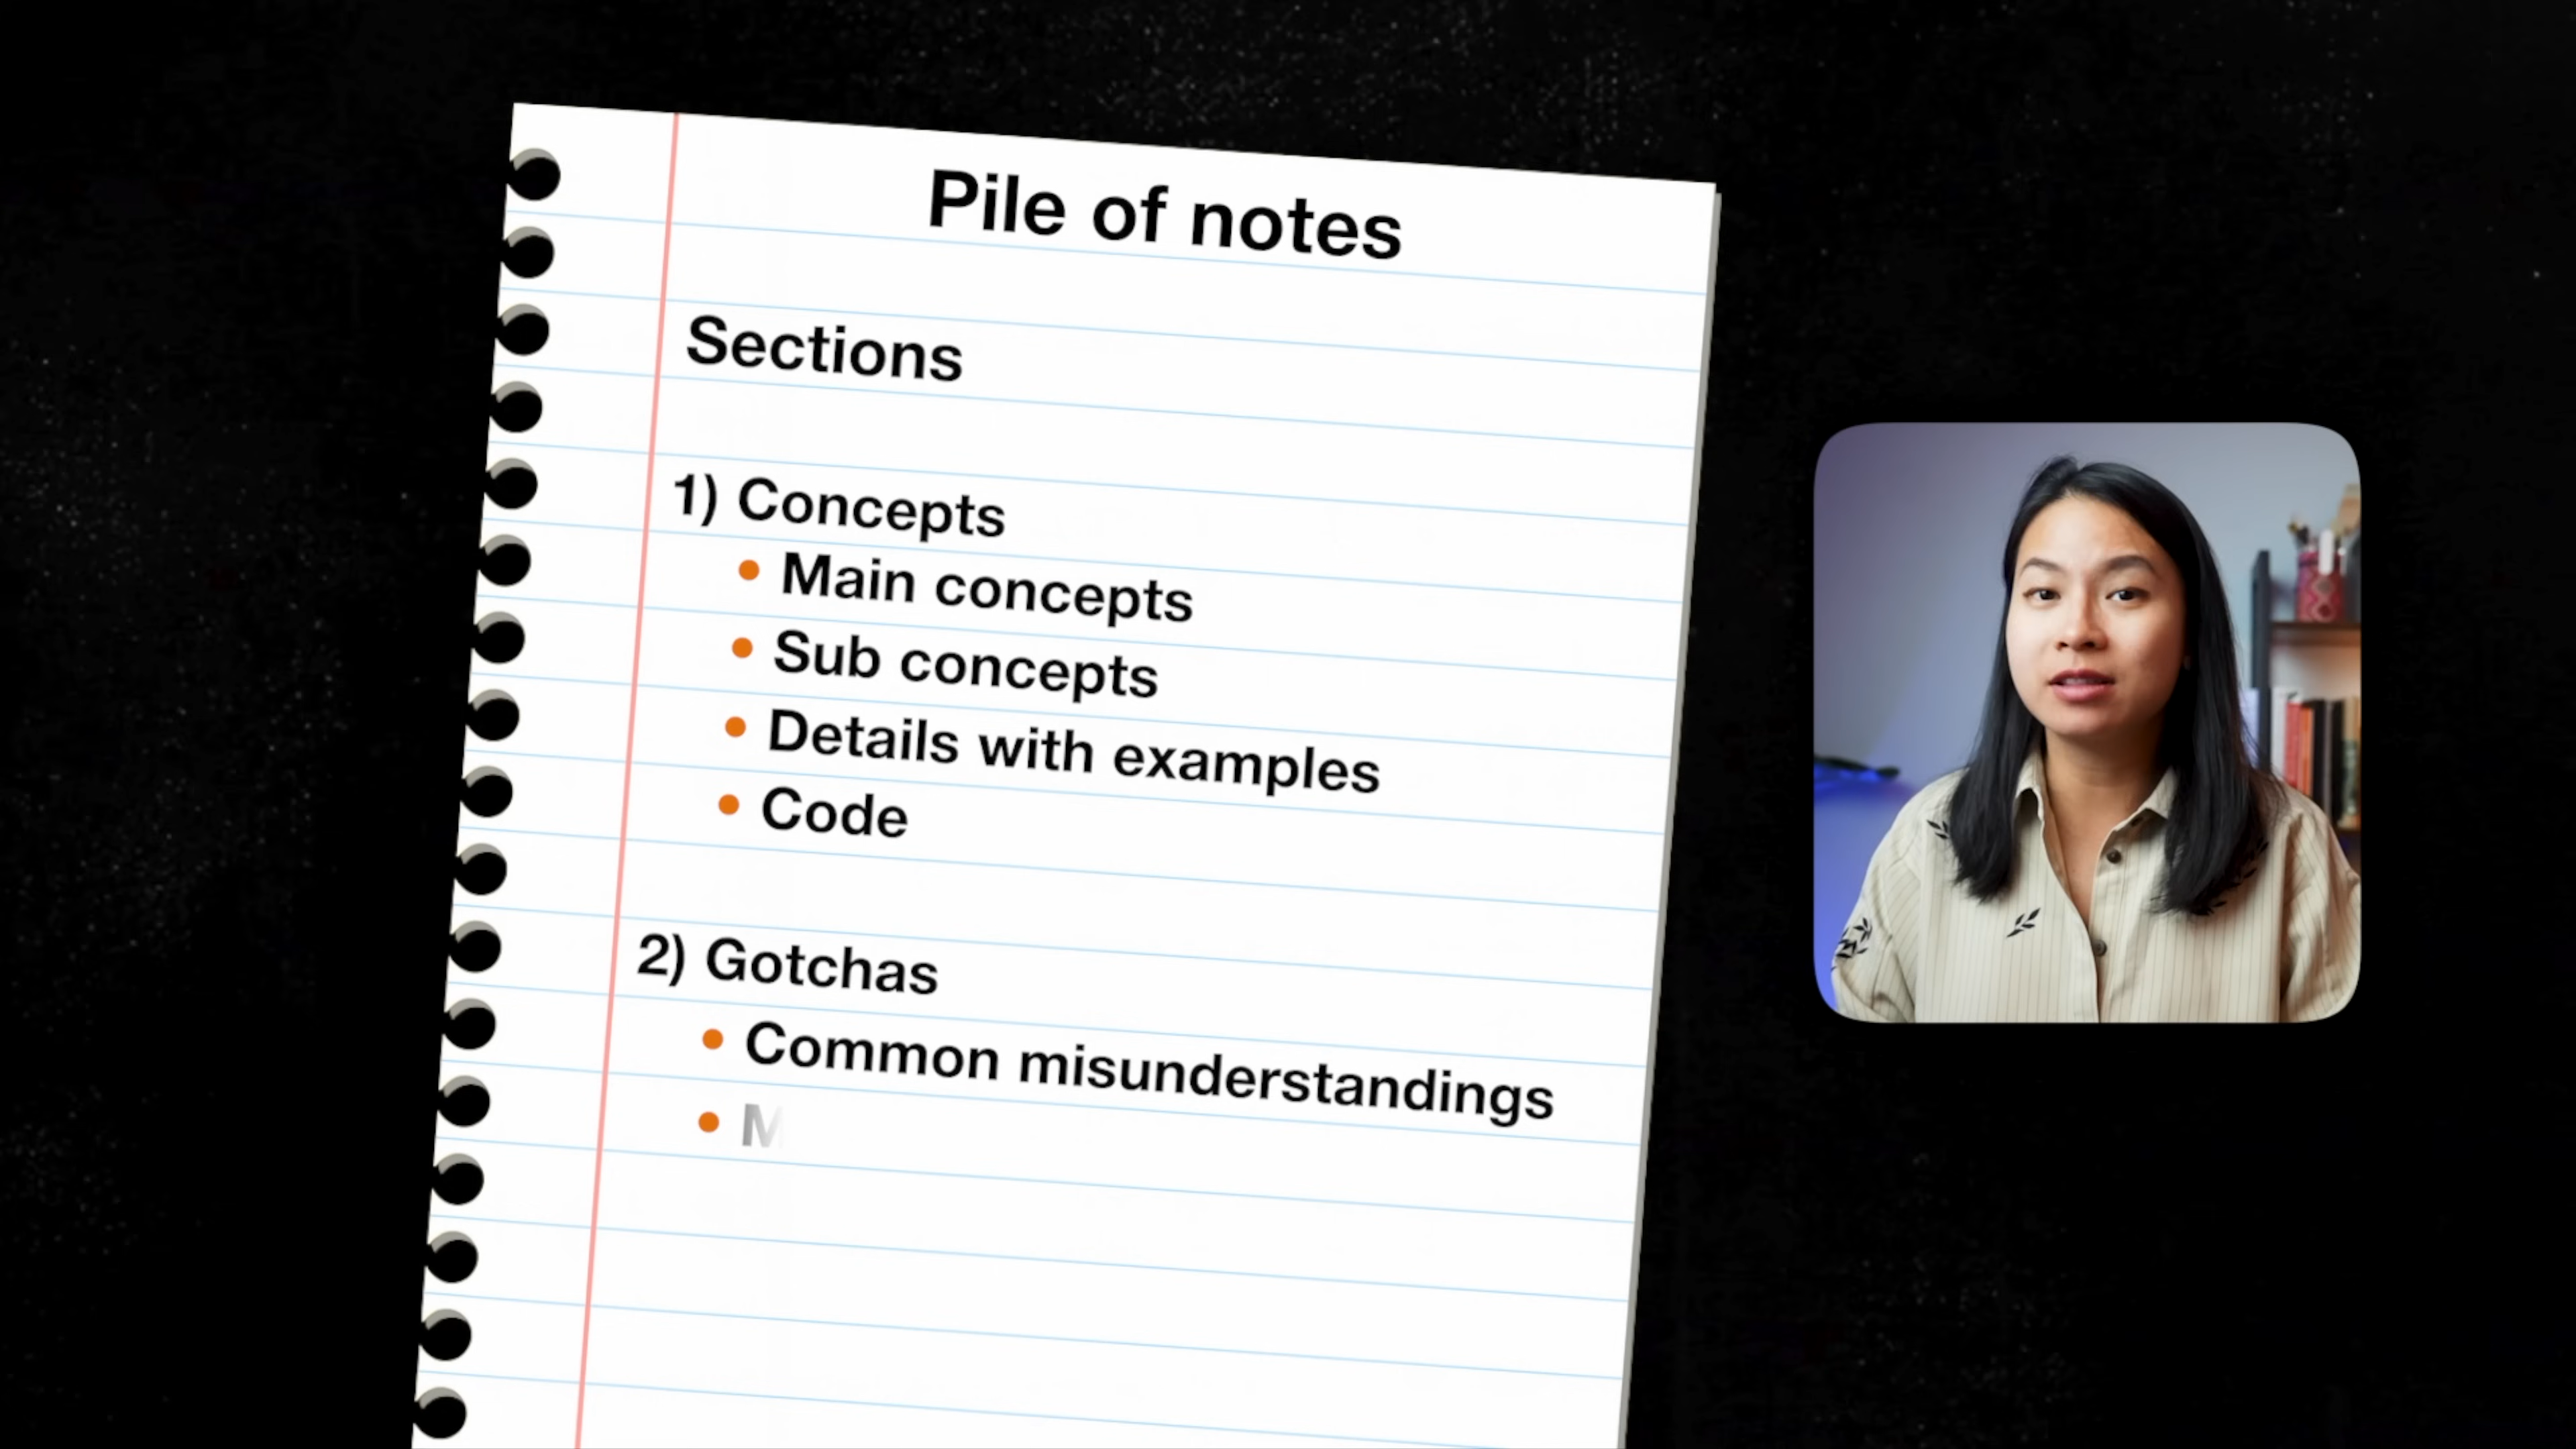 Pile of notes
Sections
1) Concepts
• Main concepts
• Sub concepts
• Details with examples
• Code
2) Gotchas
• Common misunderstandings
• M